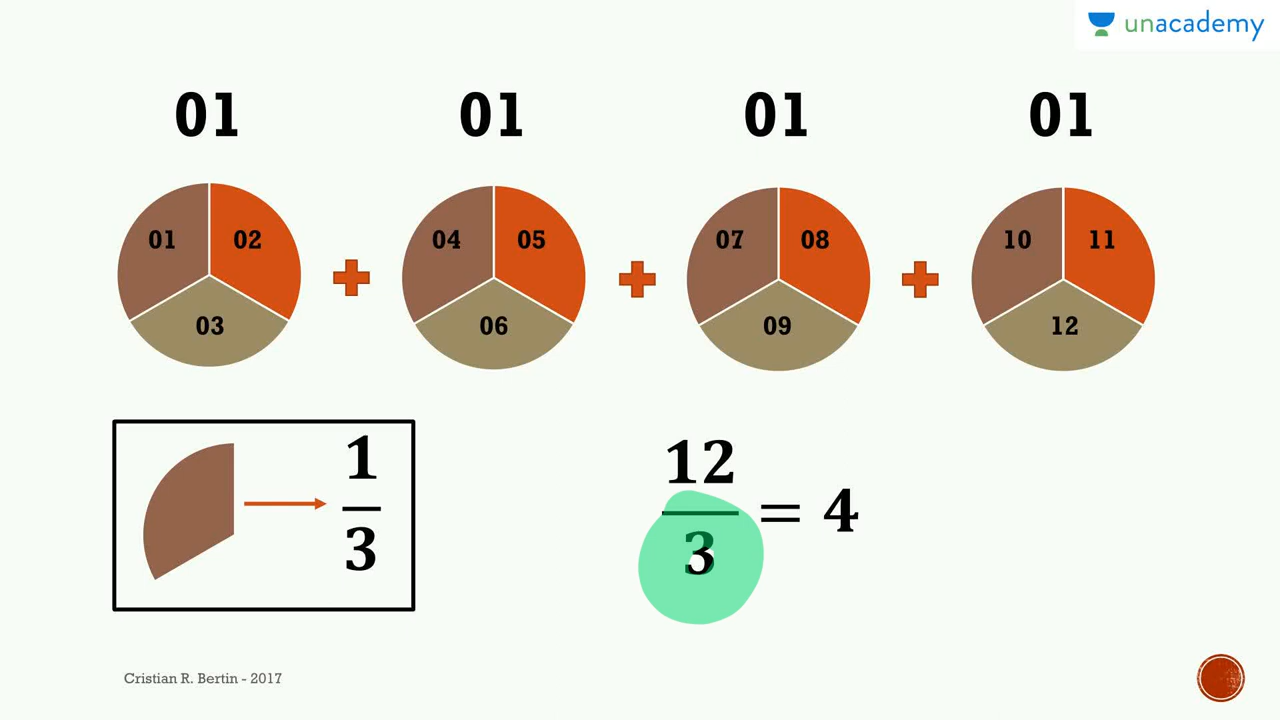 unacademy
01 01 01 01
01 02 04 05 07 08 10 11
03 06 09 12
1
3
12
3
= 4
Cristian R. Bertin - 2017